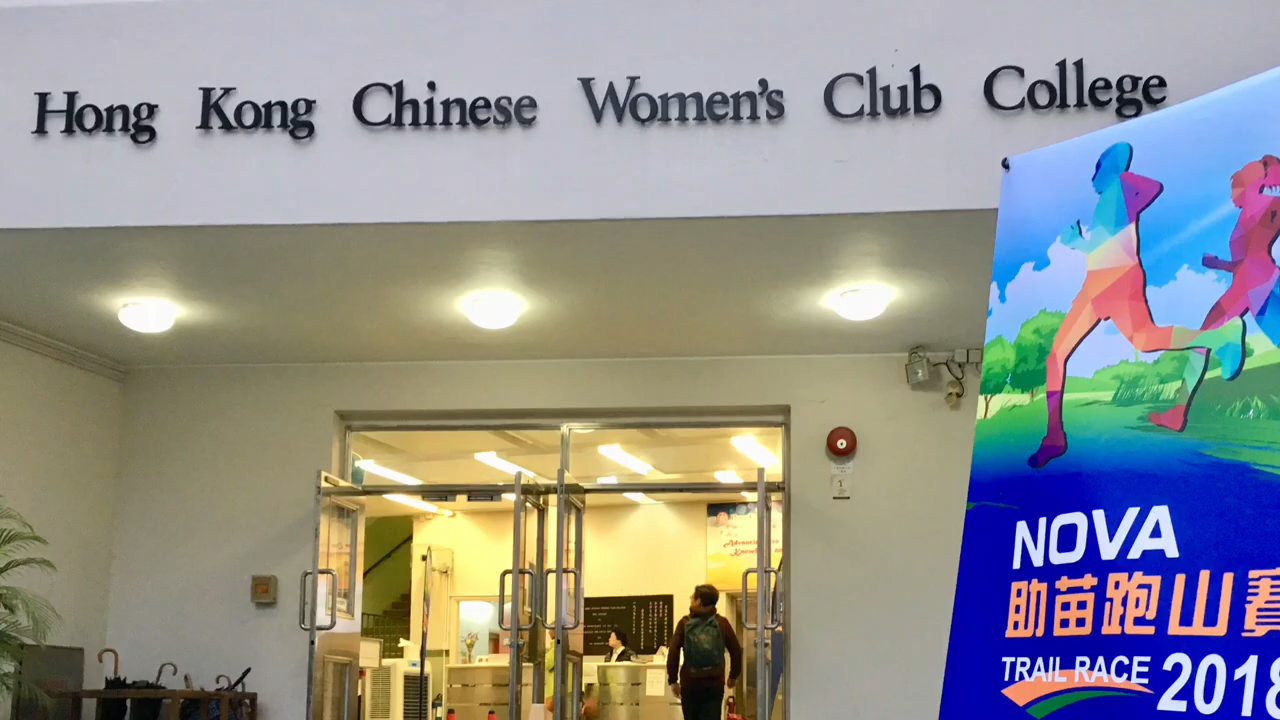 Hong Kong Chinese Women's Club College
NOVA
助苗跑山賽
TRAIL RACE 2018